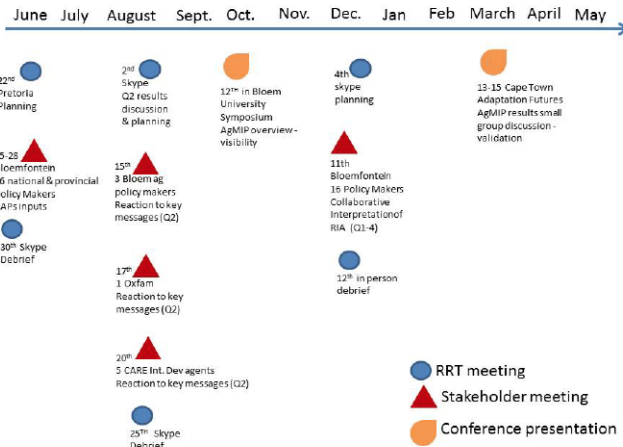 June July August Sept. Oct. Nov. Dec. Jan Feb March April May
22nd
Pretoria
Planning
5-28
Bloemfontein
6 national & provincial
Policy Makers
APs inputs
30th Skype
Debrief
2nd
Skype
Q2 results
discussion
& planning
15th
3 Bloem ag
policy makers
Reaction to key
messages (Q2)
17th
1 Oxfam
Reaction to key
messages (Q2)
20th
5 CARE Int. Dev agents
Reaction to key messages (Q2)
25TH Skype
Debrief
12TH in Bloem
University
Symposium
AgMIP overview -
visibility
4th
skype
planning
11th
Bloemfontein
16 Policy Makers
Collaborative
Interpretation of
RIA (Q1-4)
12th in person
debrief
13-15 Cape Town
Adaptation Futures
AgMIP results small
group discussion -
validation
RRT meeting
Stakeholder meeting
Conference presentation